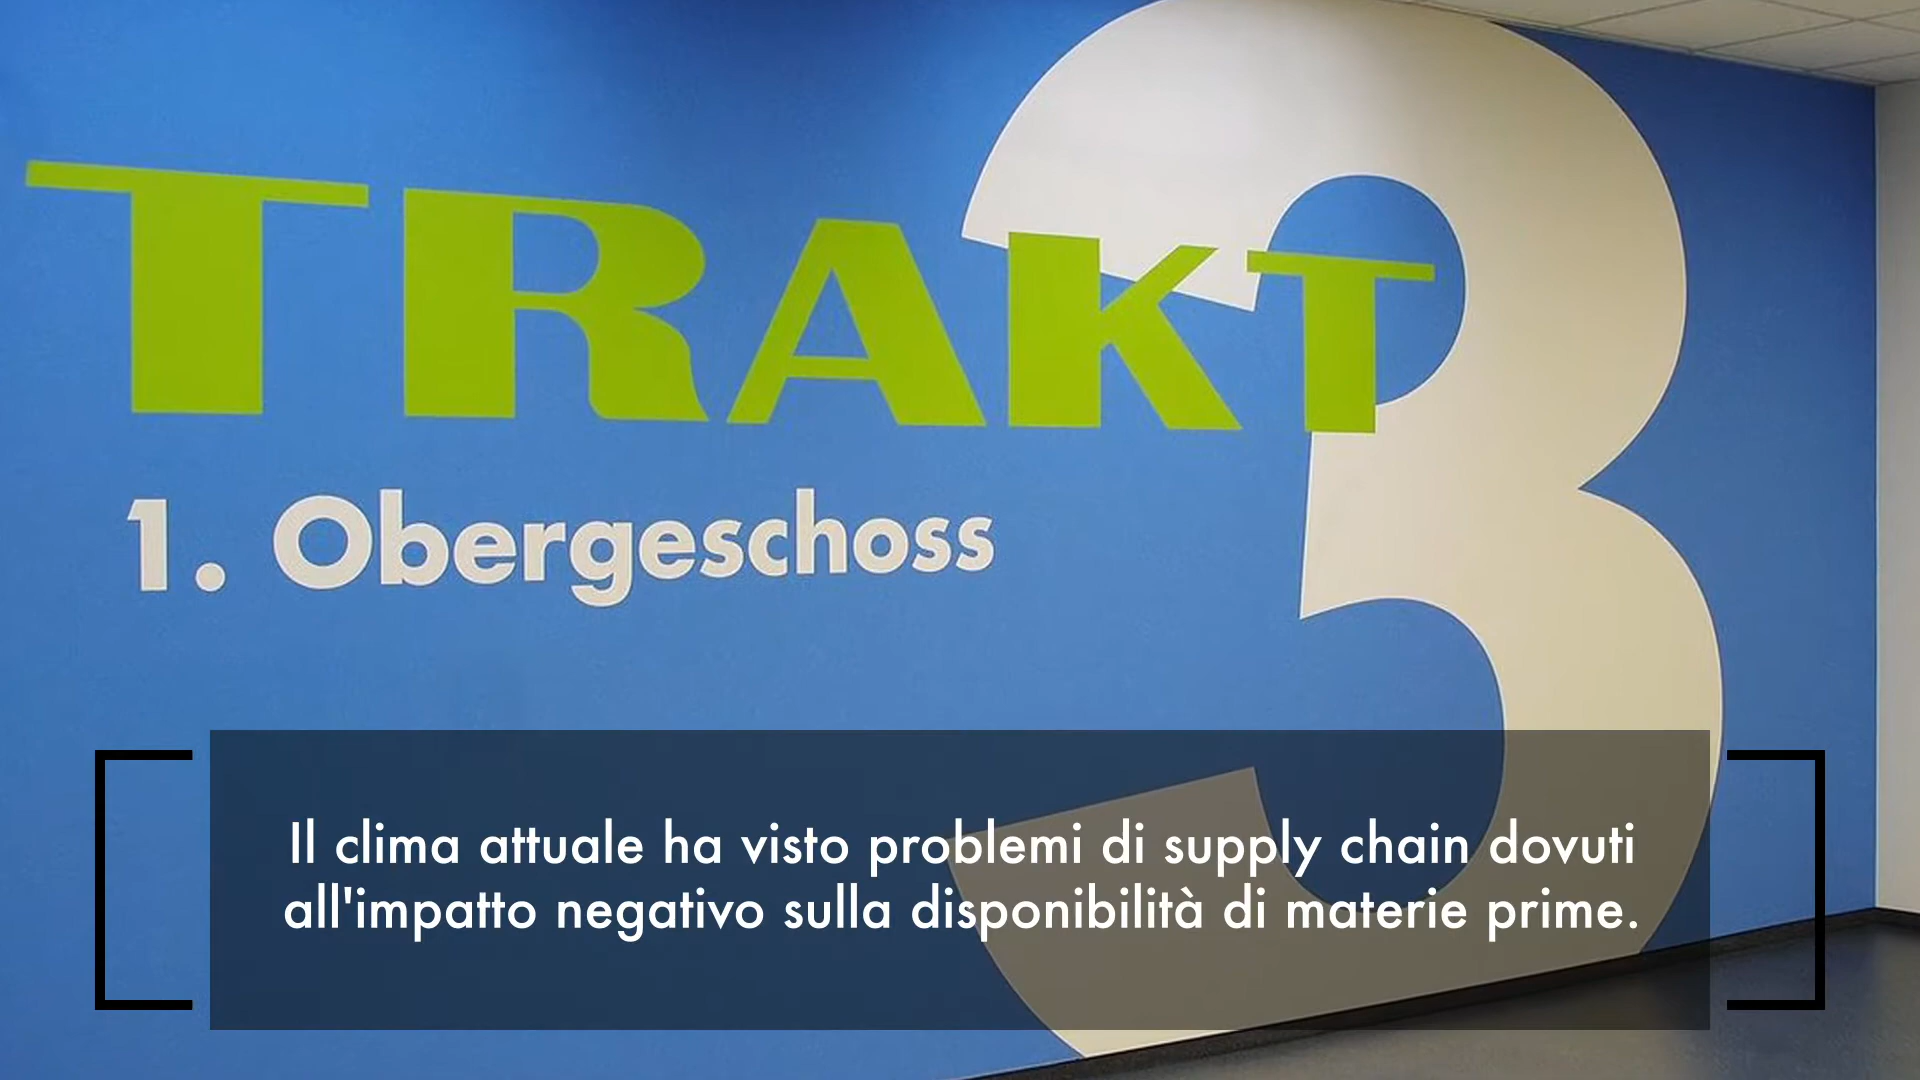 TRAKT 3
1. Obergeschoss
Il clima attuale ha visto problemi di supply chain dovuti
all'impatto negativo sulla disponibilità di materie prime.